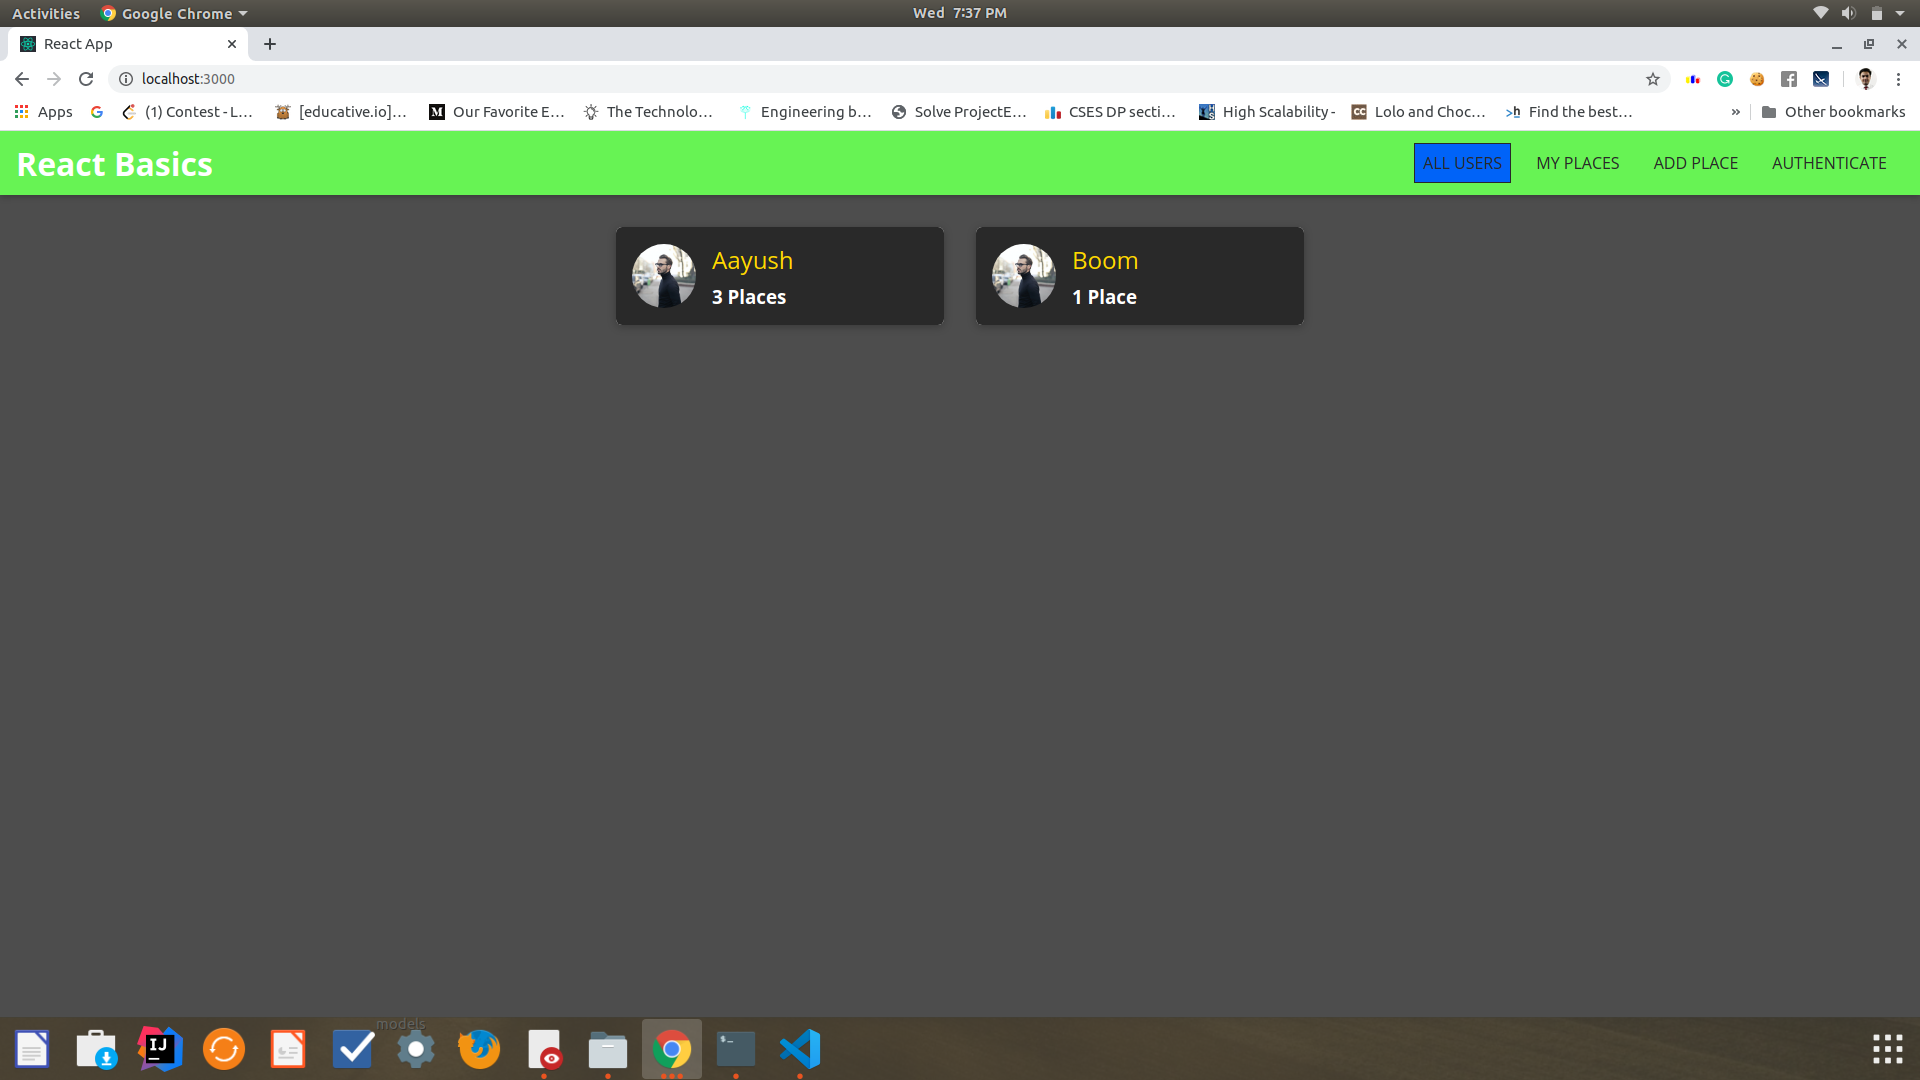 Activities Google Chrome Wed 7:37 PM
React App
localhost:3000
Apps (1) Contest - L... [educative.io]... Our Favorite E... The Technolo... Engineering b... Solve ProjectE... CSES DP secti... High Scalability - Lolo and Choc... Find the best... » Other bookmarks
React Basics ALL USERS MY PLACES ADD PLACE AUTHENTICATE
Aayush Boom
3 Places 1 Place
models